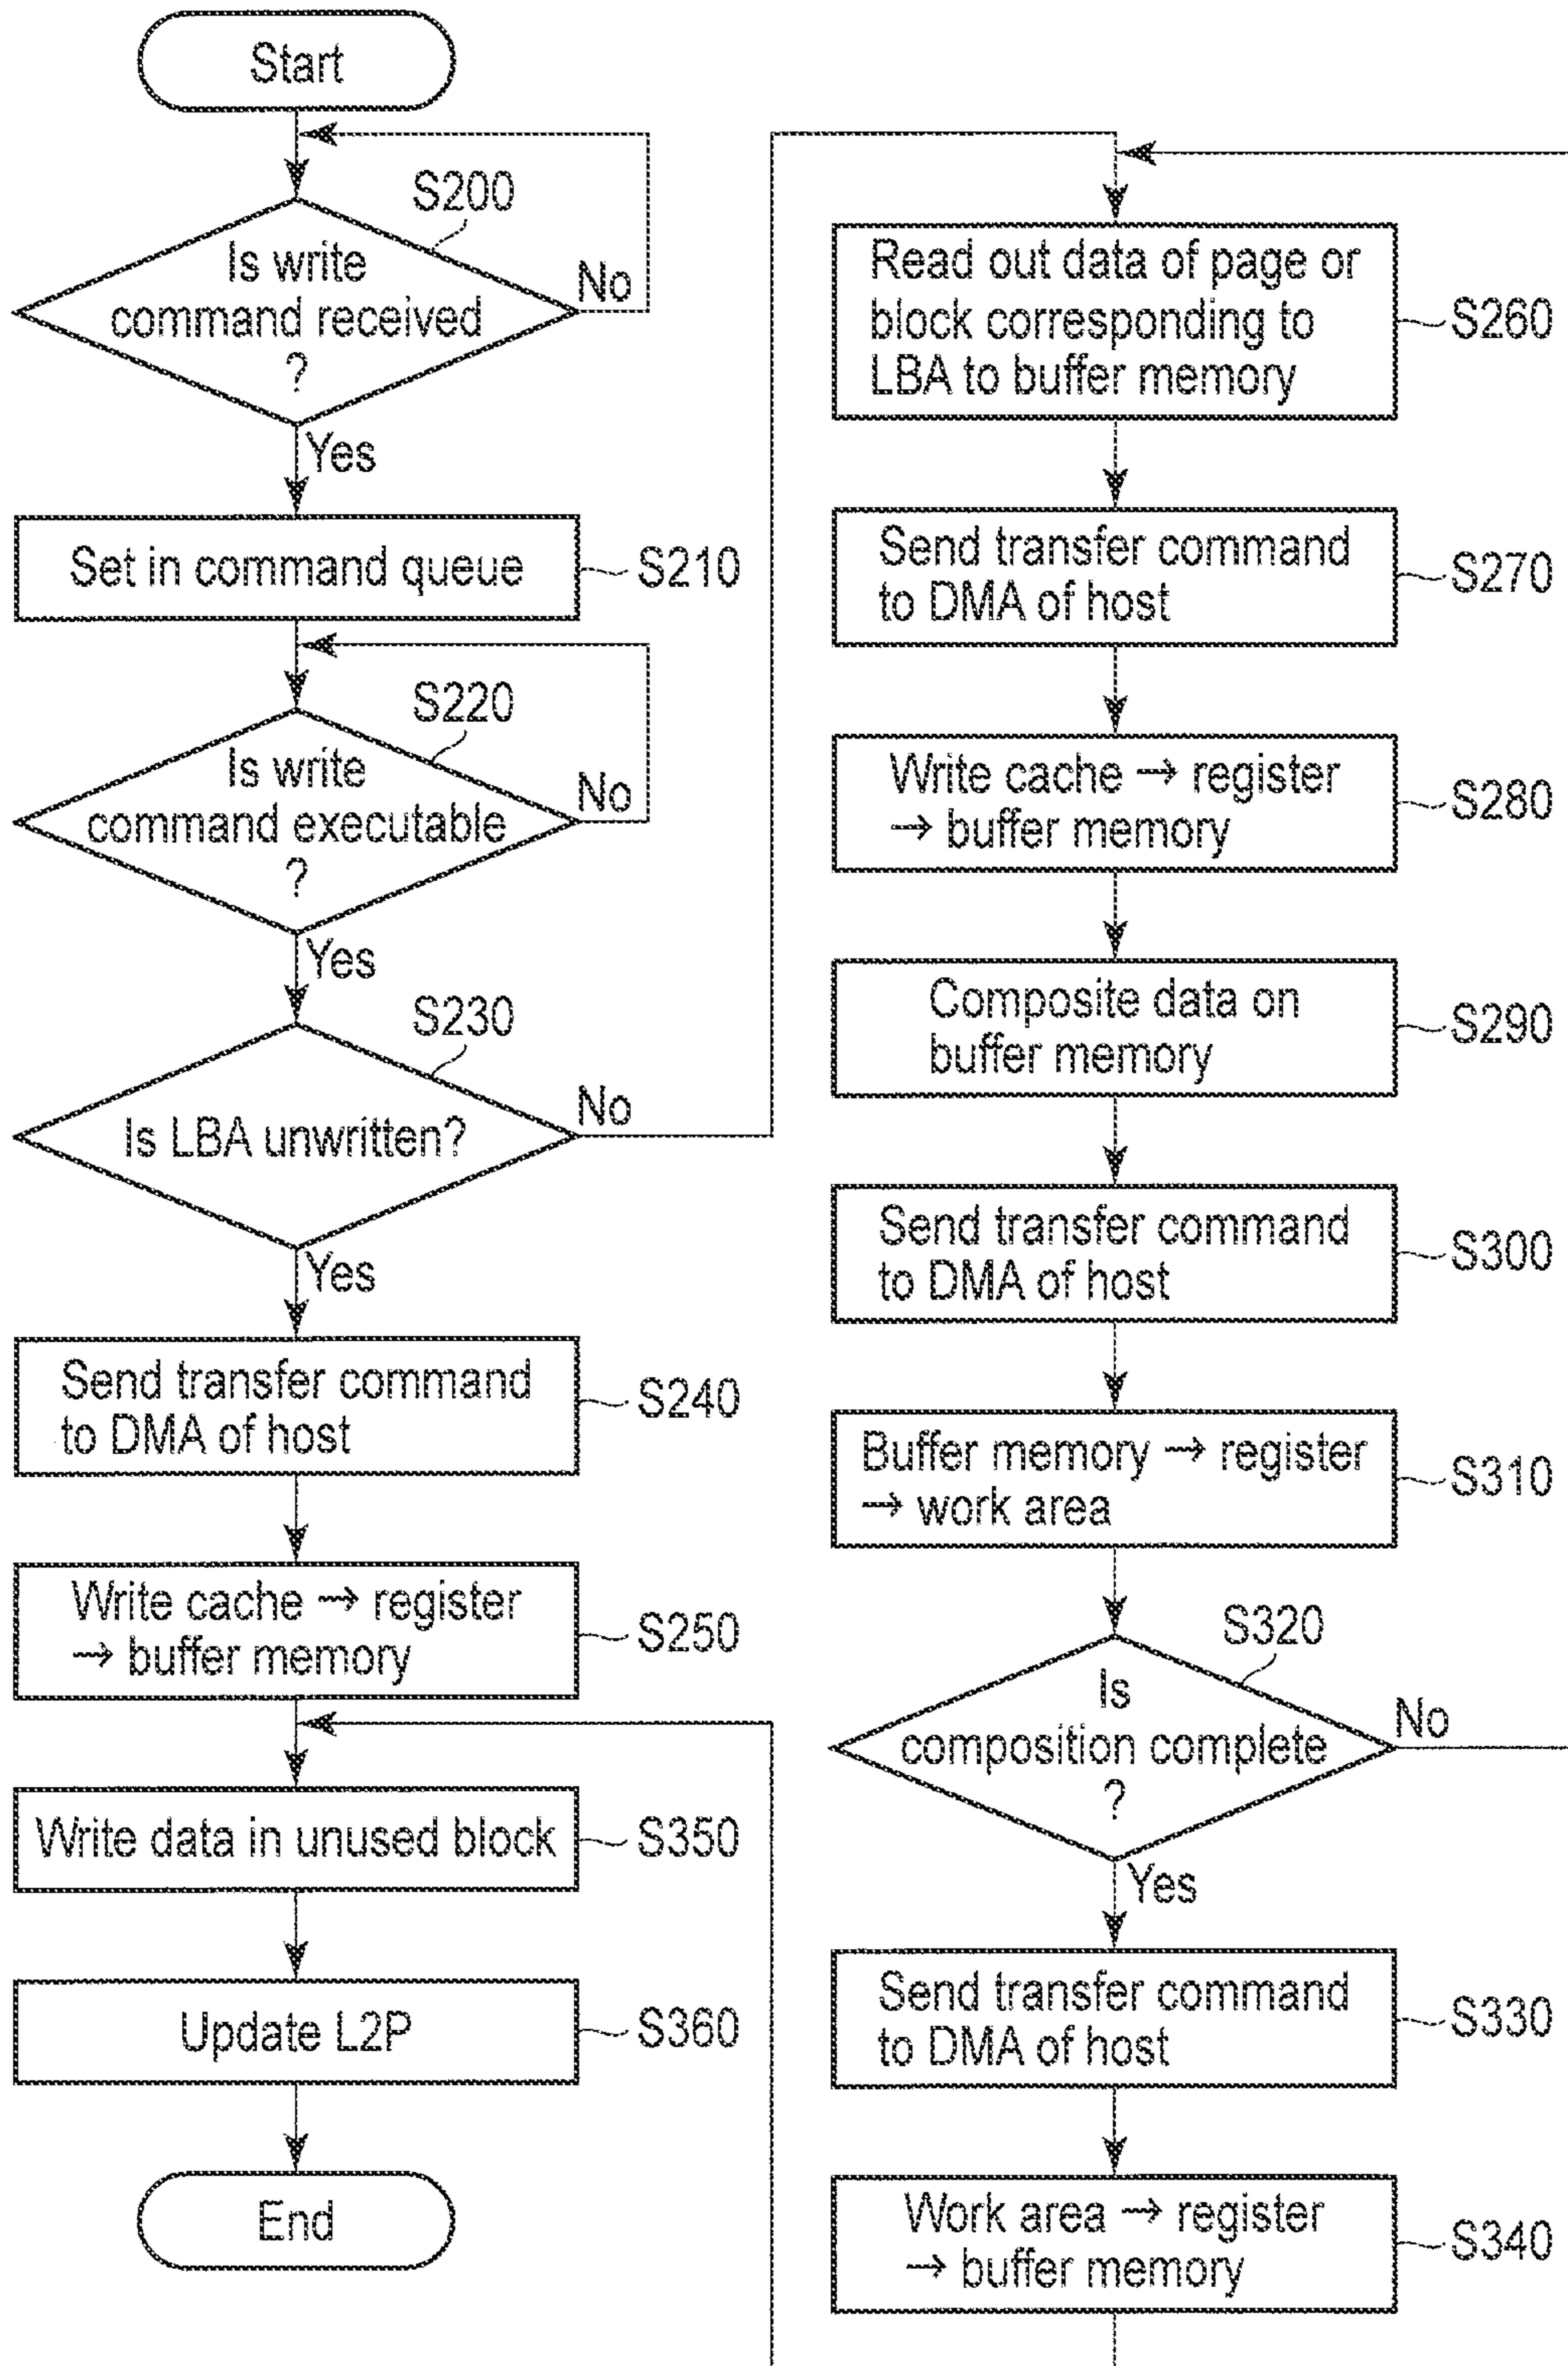 Start
S200
Is write
command received
?
No
Yes
Set in command queue
S210
S220
Is write
command executable
?
No
Yes
S230
Is LBA unwritten?
No
Yes
Send transfer command
to DMA of host
S240
Write cache → register
→ buffer memory
S250
Write data in unused block
S350
Update L2P
S360
End
Read out data of page or
block corresponding to
LBA to buffer memory
S260
Send transfer command
to DMA of host
S270
Write cache → register
→ buffer memory
S280
Composite data on
buffer memory
S290
Send transfer command
to DMA of host
S300
Buffer memory → register
→ work area
S310
S320
Is
composition complete
?
No
Yes
Send transfer command
to DMA of host
S330
Work area → register
→ buffer memory
S340